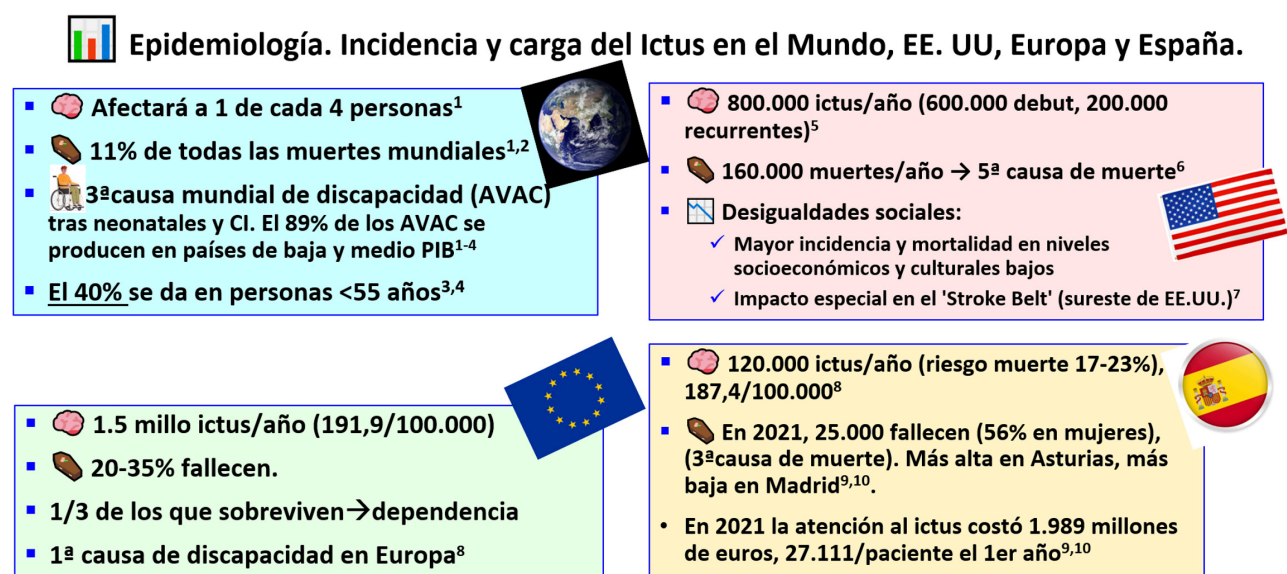 Epidemiología. Incidencia y carga del Ictus en el Mundo, EE. UU, Europa y España.
Afectará a 1 de cada 4 personas¹
11% de todas las muertes mundiales¹,²
3ªcausa mundial de discapacidad (AVAC)
tras neonatales y CI. El 89% de los AVAC se
producen en países de baja y medio PIB¹⁻⁴
El 40% se da en personas <55 años³,⁴
800.000 ictus/año (600.000 debut, 200.000
recurrentes)⁵
160.000 muertes/año → 5ª causa de muerte⁶
Desigualdades sociales:
✓ Mayor incidencia y mortalidad en niveles
socioeconómicos y culturales bajos
✓ Impacto especial en el 'Stroke Belt' (sureste de EE.UU.)⁷
1.5 millo ictus/año (191,9/100.000)
20-35% fallecen.
1/3 de los que sobreviven→dependencia
1ª causa de discapacidad en Europa⁸
120.000 ictus/año (riesgo muerte 17-23%),
187,4/100.000⁸
En 2021, 25.000 fallecen (56% en mujeres),
(3ªcausa de muerte). Más alta en Asturias, más
baja en Madrid⁹,¹⁰.
• En 2021 la atención al ictus costó 1.989 millones
de euros, 27.111/paciente el 1er año⁹,¹⁰